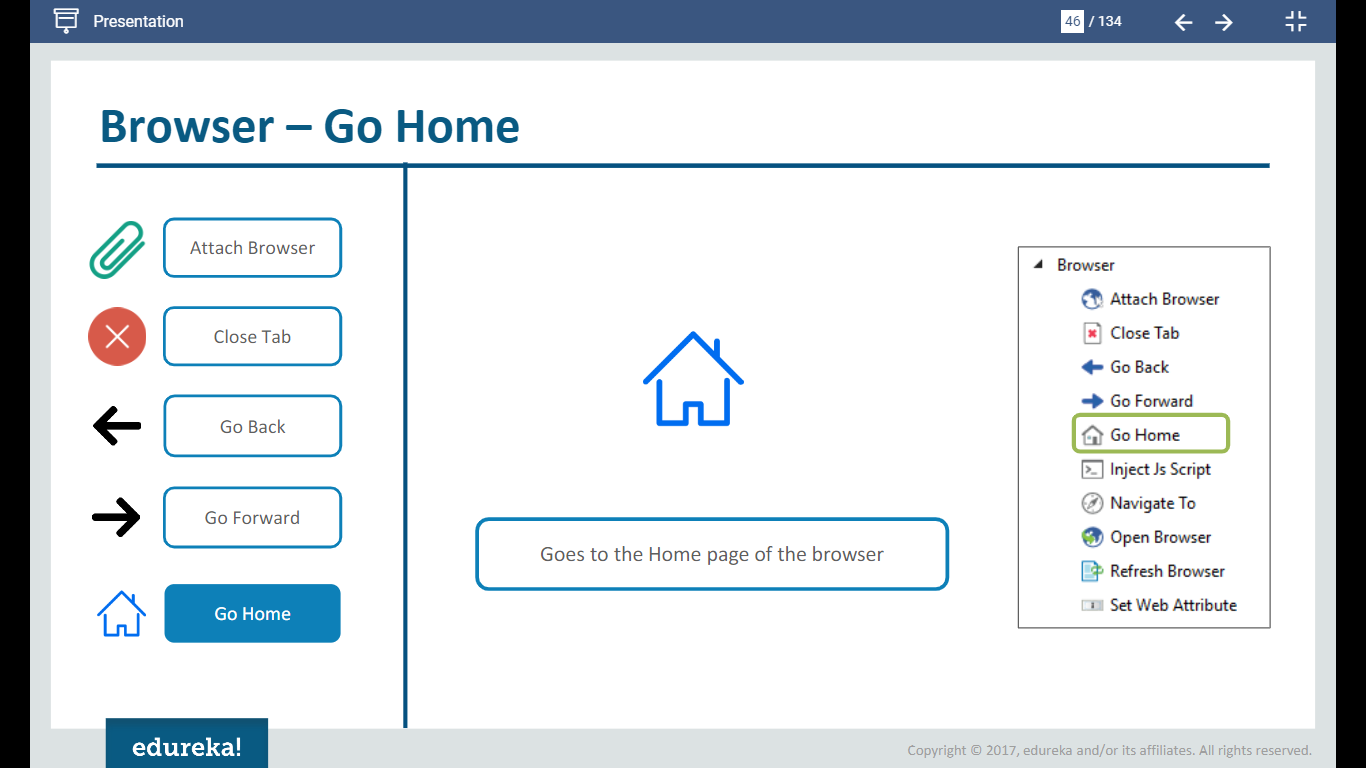 Presentation
46 / 134
Browser – Go Home
Attach Browser
Close Tab
Go Back
Go Forward
Go Home
Goes to the Home page of the browser
Browser
Attach Browser
Close Tab
Go Back
Go Forward
Go Home
Inject Js Script
Navigate To
Open Browser
Refresh Browser
Set Web Attribute
edureka!
Copyright © 2017, edureka and/or its affiliates. All rights reserved.